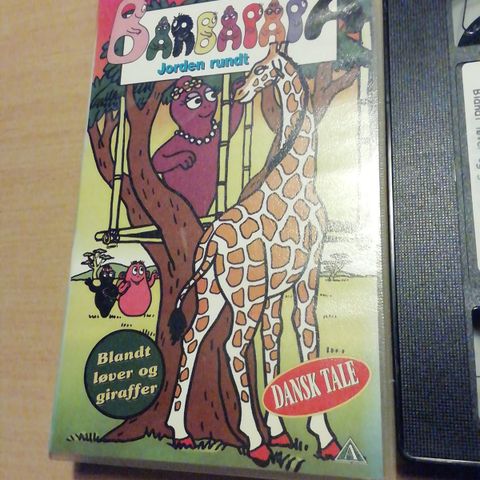 BARBAPAPA
Jorden rundt
Blandt
løver og
giraffer
DANSK TALE
A